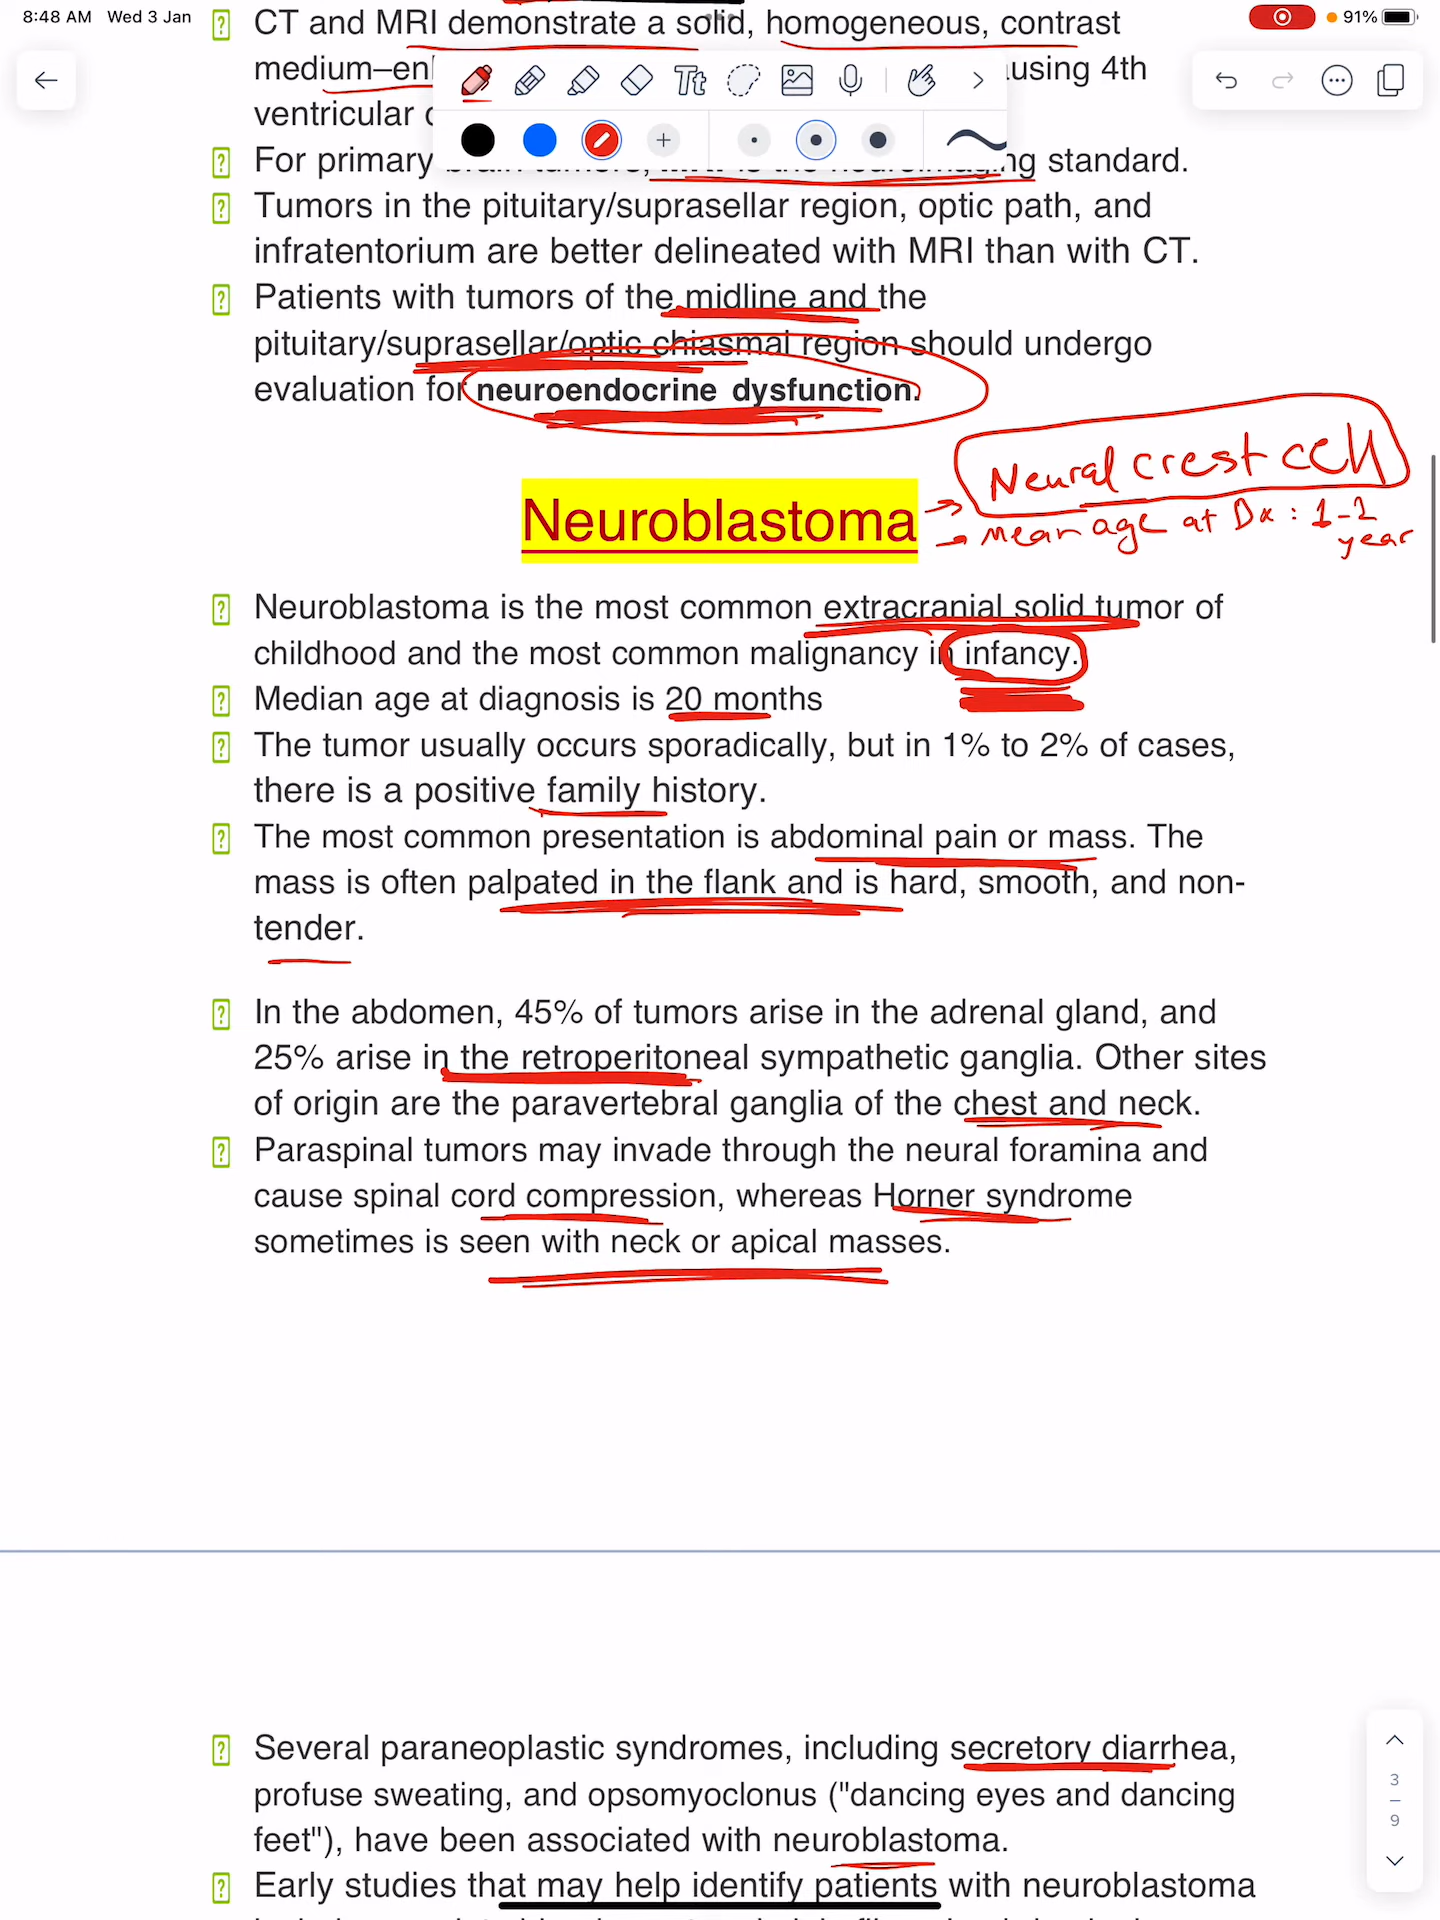 8:48 AM Wed 3 Jan
91%
CT and MRI demonstrate a solid, homogeneous, contrast
using 4th
ventricular
Tt
For primary brain tumors, MRI is the neuroimaging standard.
Tumors in the pituitary/suprasellar region, optic path, and
infratentorium are better delineated with MRI than with CT.
Patients with tumors of the midline and the
pituitary/suprasellar/optic chiasmal region should undergo
evaluation for neuroendocrine dysfunction.
Neural crest cell
Neuroblastoma
→ Mean age at Dx : 1-2
year
Neuroblastoma is the most common extracranial solid tumor of
childhood and the most common malignancy in infancy.
Median age at diagnosis is 20 months
The tumor usually occurs sporadically, but in 1% to 2% of cases,
there is a positive family history.
The most common presentation is abdominal pain or mass. The
mass is often palpated in the flank and is hard, smooth, and non-
tender.
In the abdomen, 45% of tumors arise in the adrenal gland, and
25% arise in the retroperitoneal sympathetic ganglia. Other sites
of origin are the paravertebral ganglia of the chest and neck.
Paraspinal tumors may invade through the neural foramina and
cause spinal cord compression, whereas Horner syndrome
sometimes is seen with neck or apical masses.
Several paraneoplastic syndromes, including secretory diarrhea,
profuse sweating, and opsomyoclonus ("dancing eyes and dancing
feet"), have been associated with neuroblastoma.
Early studies that may help identify patients with neuroblastoma
3
9